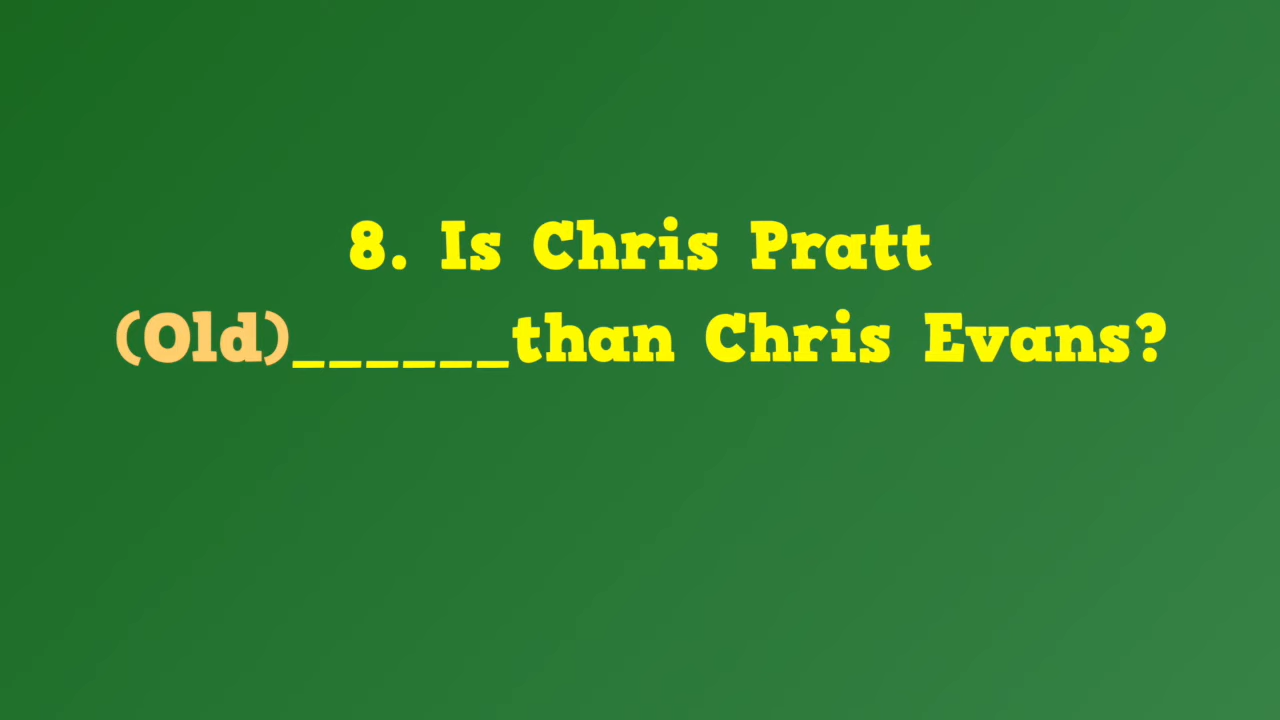 8. Is Chris Pratt
(Old)______than Chris Evans?